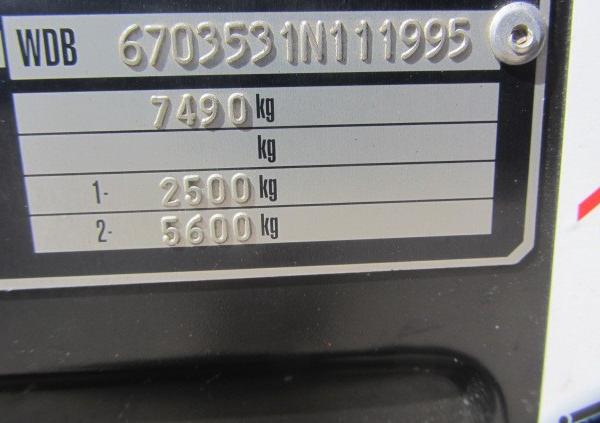 WDB 6703531N111995
7490 kg
kg
1- 2500 kg
2- 5600 kg